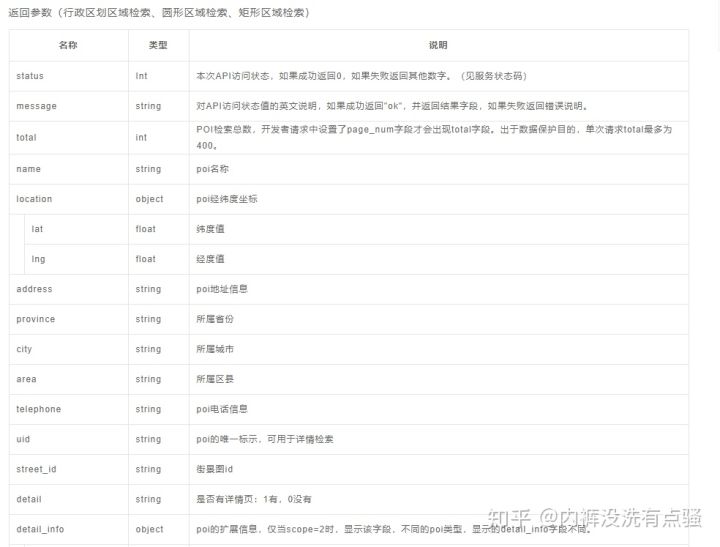 返回参数（行政区划区域检索、圆形区域检索、矩形区域检索）
名称 类型 说明
status Int 本次API访问状态，如果成功返回0，如果失败返回其他数字。（见服务状态码）
message string 对API访问状态值的英文说明，如果成功返回"ok"，并返回结果字段，如果失败返回错误说明。
total int POI检索总数，开发者请求中设置了page_num字段才会出现total字段。出于数据保护目的，单次请求total最多为
400。
name string poi名称
location object poi经纬度坐标
lat float 纬度值
lng float 经度值
address string poi地址信息
province string 所属省份
city string 所属城市
area string 所属区县
telephone string poi电话信息
uid string poi的唯一标示，可用于详情检索
street_id string 街景图id
detail string 是否有详情页：1有，0没有
detail_info object poi的扩展信息，仅当scope=2时，显示该字段，不同的poi类型，显示的detail_info字段不同。
知乎 @内裤没洗有点骚